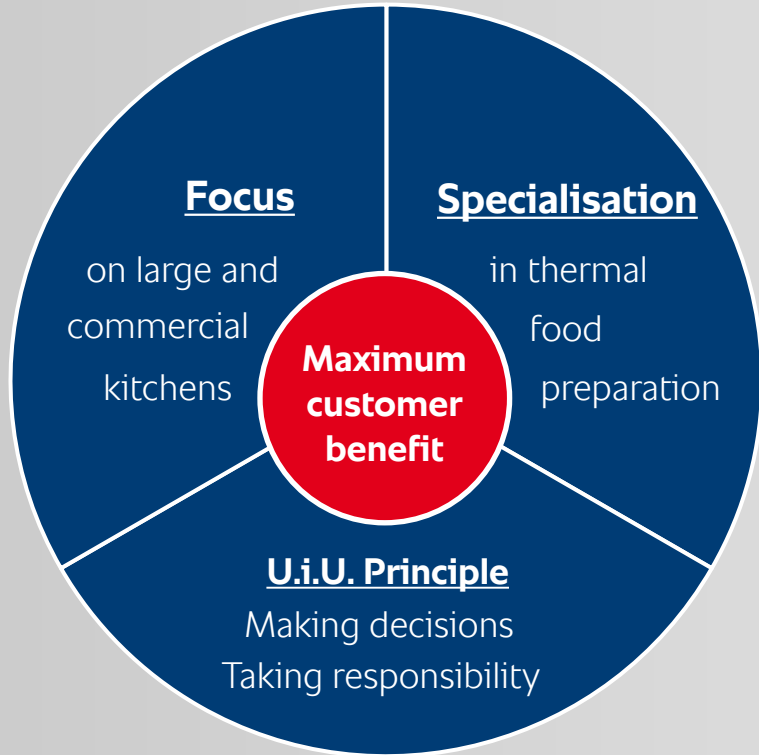 Focus
on large and
commercial
kitchens
Specialisation
in thermal
food
preparation
Maximum
customer
benefit
U.i.U. Principle
Making decisions
Taking responsibility